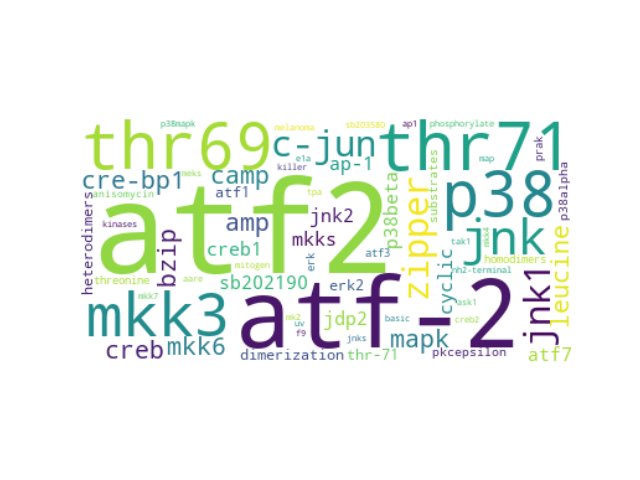 p38mapk
melanoma
sb203580
ap1
phosphorylate
thr69
c-jun
thr71
prak
meks
killer
e1a
ap-1
map
cre-bp1
camp
atf1
tpa
p38beta
substrates
p38
p38alpha
anisomycin
atf2
heterodimers
kinases
bzip
amp
jnk2
zipper
cyclic
jnk
leucine
creb1
mkks
erk
atf3
tak1
mkk4
homodimers
threonine
aare
mitogen
sb202190
erk2
nh2-terminal
mkk7
mkk3
atf-2
mk2
uv
f9
jdp2
basic
ask1
creb2
jnk1
creb
mkk6
jnks
mapk
dimerization
thr-71
pkcepsilon
atf7